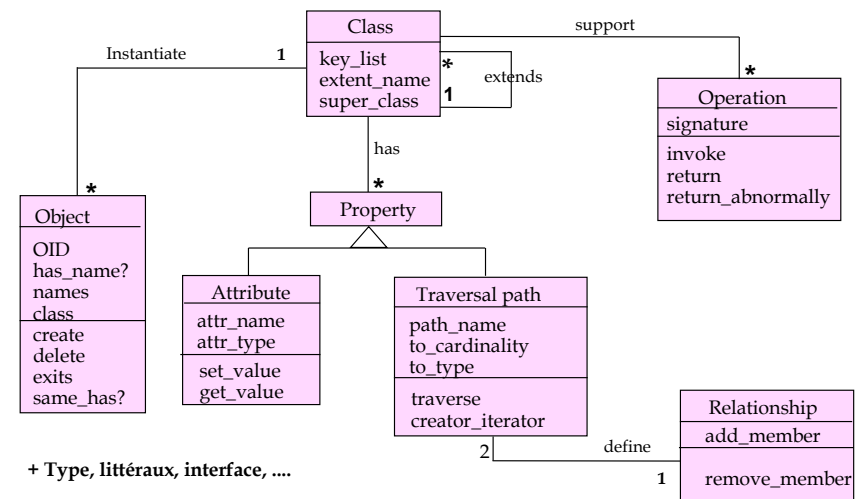 Class
key_list
extent_name
super_class
Instantiate
1
*
1
extends
support
*
Operation
signature
invoke
return
return_abnormally
has
*
Property
*
Object
OID
has_name?
names
class
create
delete
exits
same_has?
Attribute
attr_name
attr_type
set_value
get_value
Traversal path
path_name
to_cardinality
to_type
traverse
creator_iterator
2
define
1
Relationship
add_member
remove_member
+ Type, littéraux, interface, ....